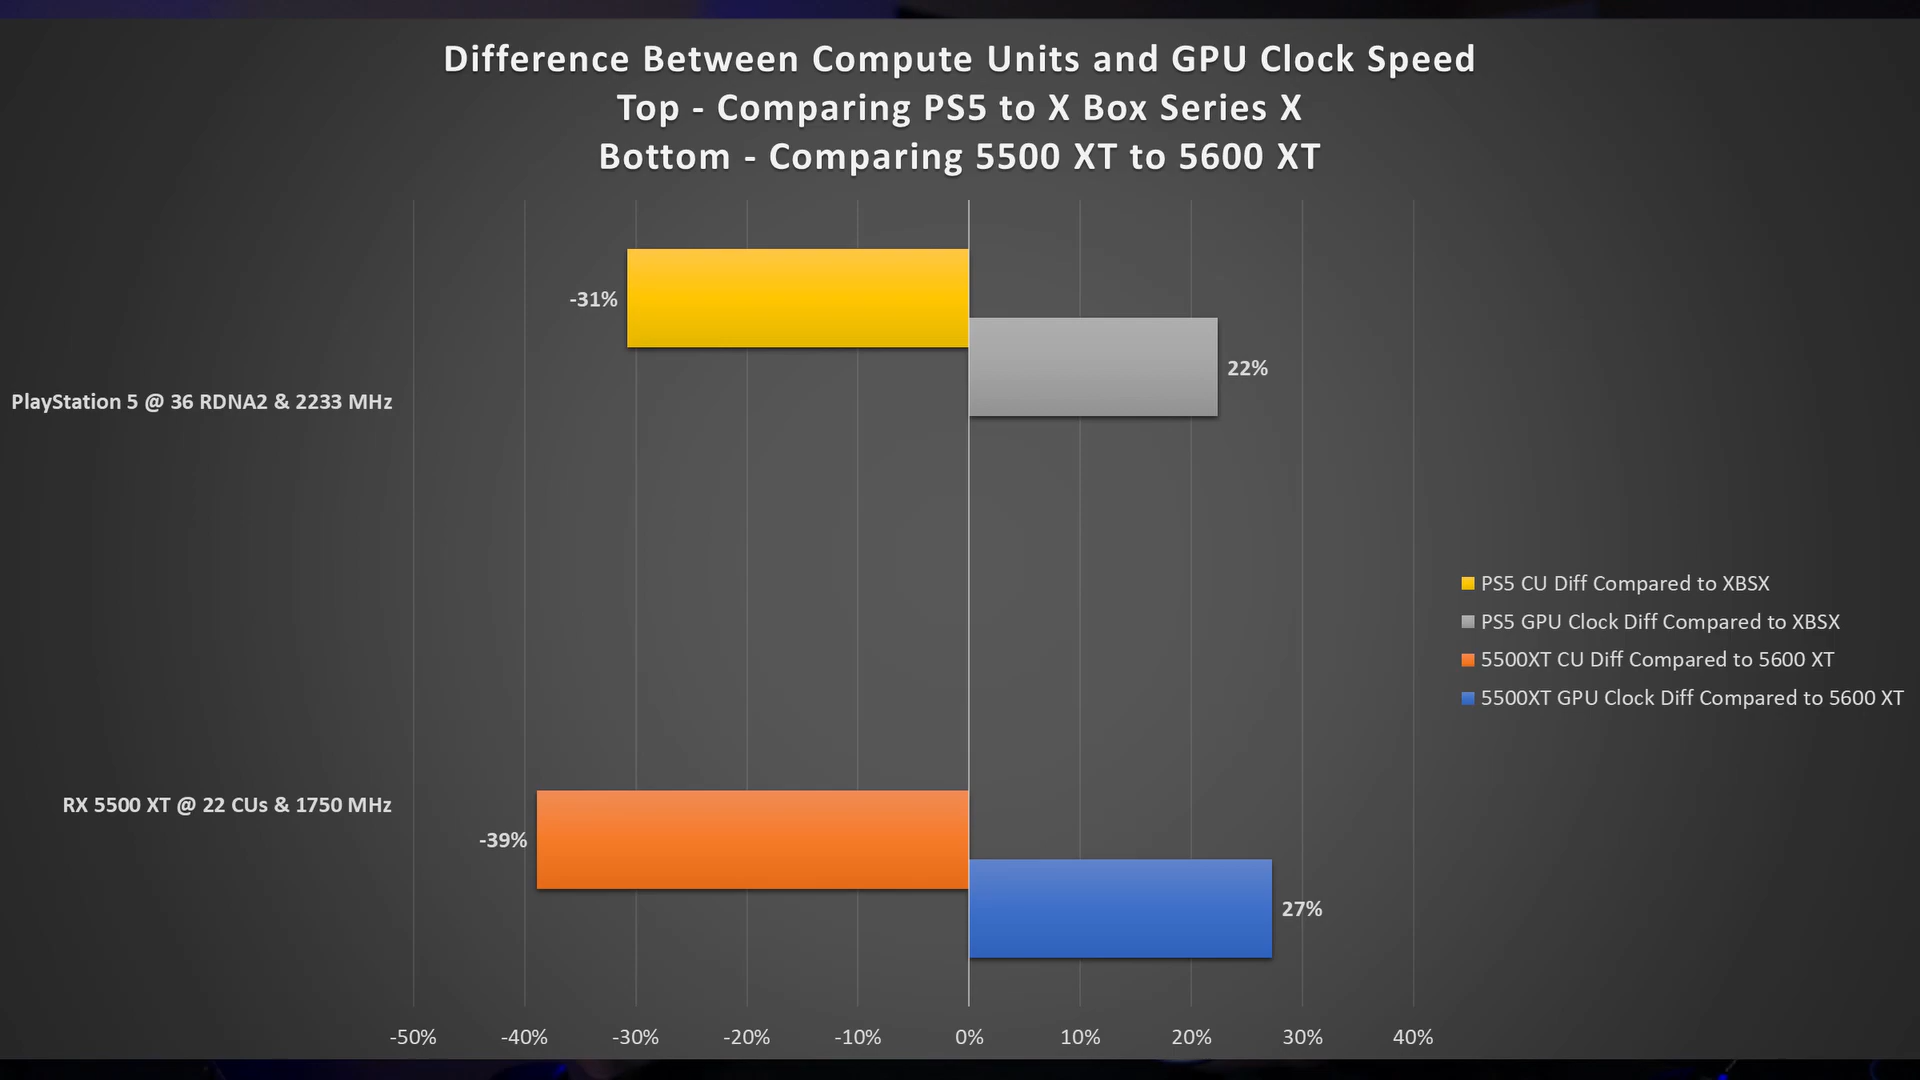 Difference Between Compute Units and GPU Clock Speed
Top - Comparing PS5 to X Box Series X
Bottom - Comparing 5500 XT to 5600 XT
-31%
22%
PlayStation 5 @ 36 RDNA2 & 2233 MHz
PS5 CU Diff Compared to XBSX
PS5 GPU Clock Diff Compared to XBSX
5500XT CU Diff Compared to 5600 XT
5500XT GPU Clock Diff Compared to 5600 XT
RX 5500 XT @ 22 CUs & 1750 MHz
-39%
27%
-50% -40% -30% -20% -10% 0% 10% 20% 30% 40%